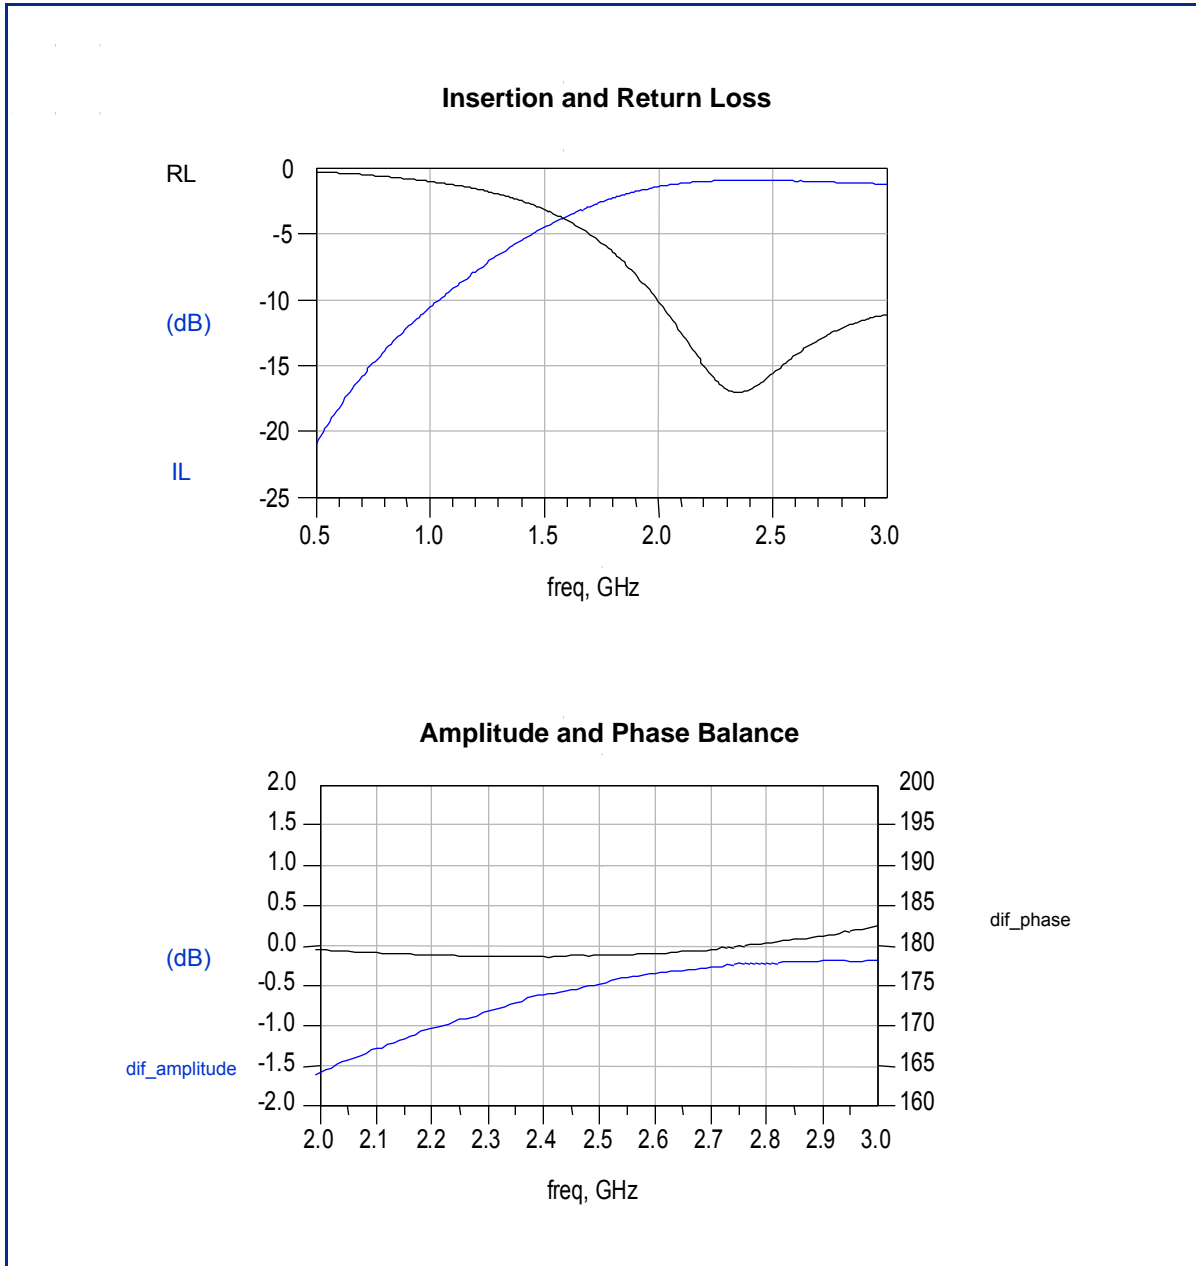 Insertion and Return Loss
RL
(dB)
IL
0
-5
-10
-15
-20
-25
0.5 1.0 1.5 2.0 2.5 3.0
freq, GHz
Amplitude and Phase Balance
(dB)
dif_amplitude
2.0
1.5
1.0
0.5
0.0
-0.5
-1.0
-1.5
-2.0
200
195
190
185
180
175
170
165
160
dif_phase
2.0 2.1 2.2 2.3 2.4 2.5 2.6 2.7 2.8 2.9 3.0
freq, GHz